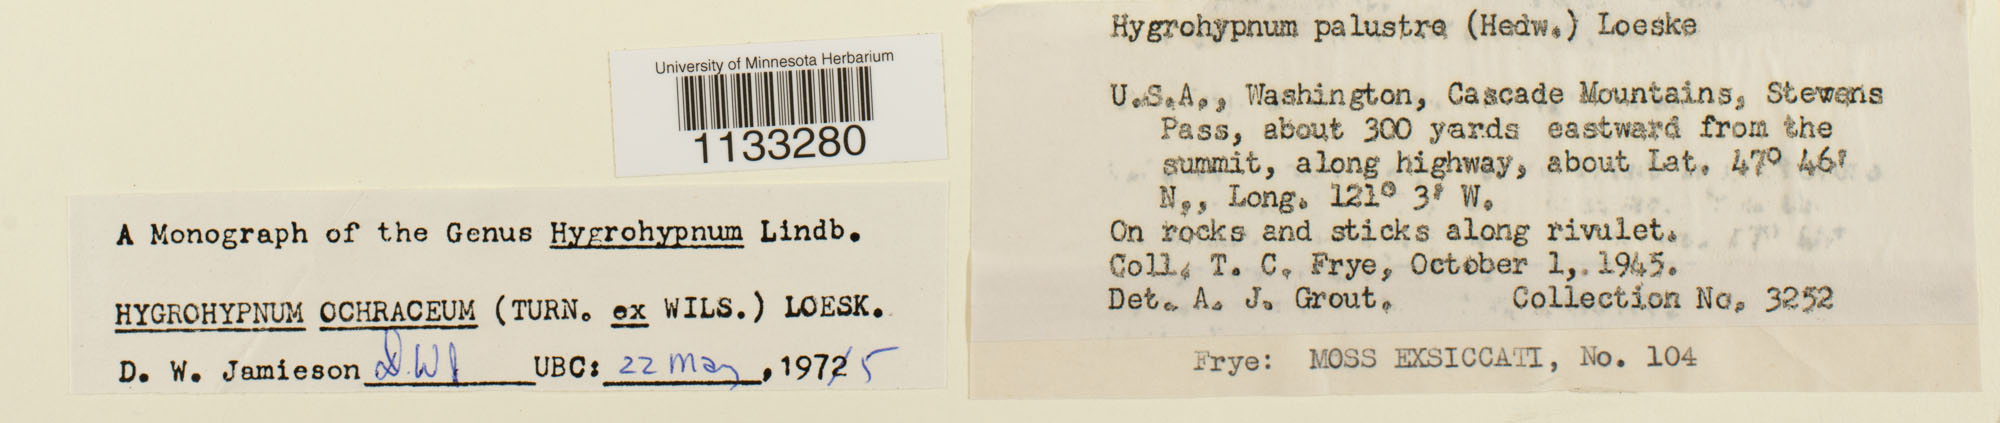 University of Minnesota Herbarium
1133280
A Monograph of the Genus Hygrohypnum Lindb.
HYGROHYPNUM OCHRACEUM (TURN. ex WILS.) LOESK.
D. W. Jamieson DWJ UBC: 22 May, 1972 5
Hygrohypnum palustre (Hedw.) Loeske
U.S.A., Washington, Cascade Mountains, Stevens
Pass, about 300 yards eastward from the
summit, along highway, about Lat. 47° 46'
N., Long. 121° 3' W.
On rocks and sticks along rivulet.
Coll. T. C. Frye, October 1, 1945.
Det. A. J. Grout. Collection No. 3252
Frye: MOSS EXSICCATI, No. 104